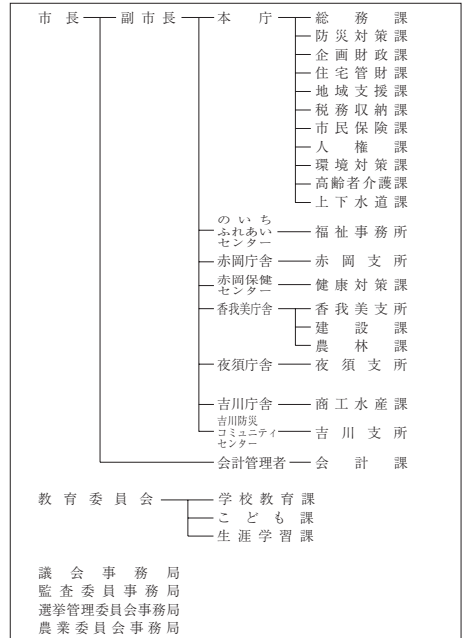 市長 副市長 本庁 総務課
防災対策課
企画財政課
住宅管財課
地域支援課
税務収納課
市民保険課
人権課
環境対策課
高齢者介護課
上下水道課
のいち
ふれあい
センター
福祉事務所
赤岡庁舎 赤岡支所
赤岡保健
センター
健康対策課
香我美庁舎 香我美支所
建設課
農林課
夜須庁舎 夜須支所
吉川庁舎 商工水産課
吉川防災
コミュニティ
センター
吉川支所
会計管理者 会計課
教育委員会 学校教育課
こども課
生涯学習課
議会事務局
監査委員事務局
選挙管理委員会事務局
農業委員会事務局